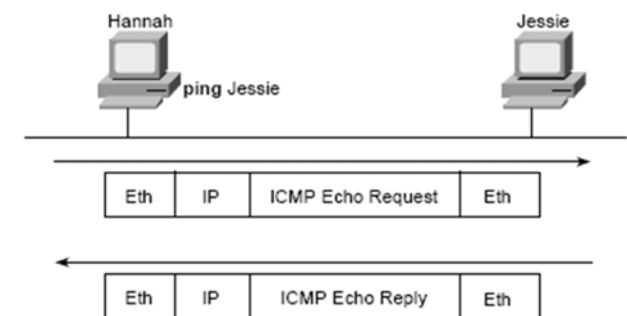 Hannah Jessie
ping Jessie
Eth IP ICMP Echo Request Eth
Eth IP ICMP Echo Reply Eth